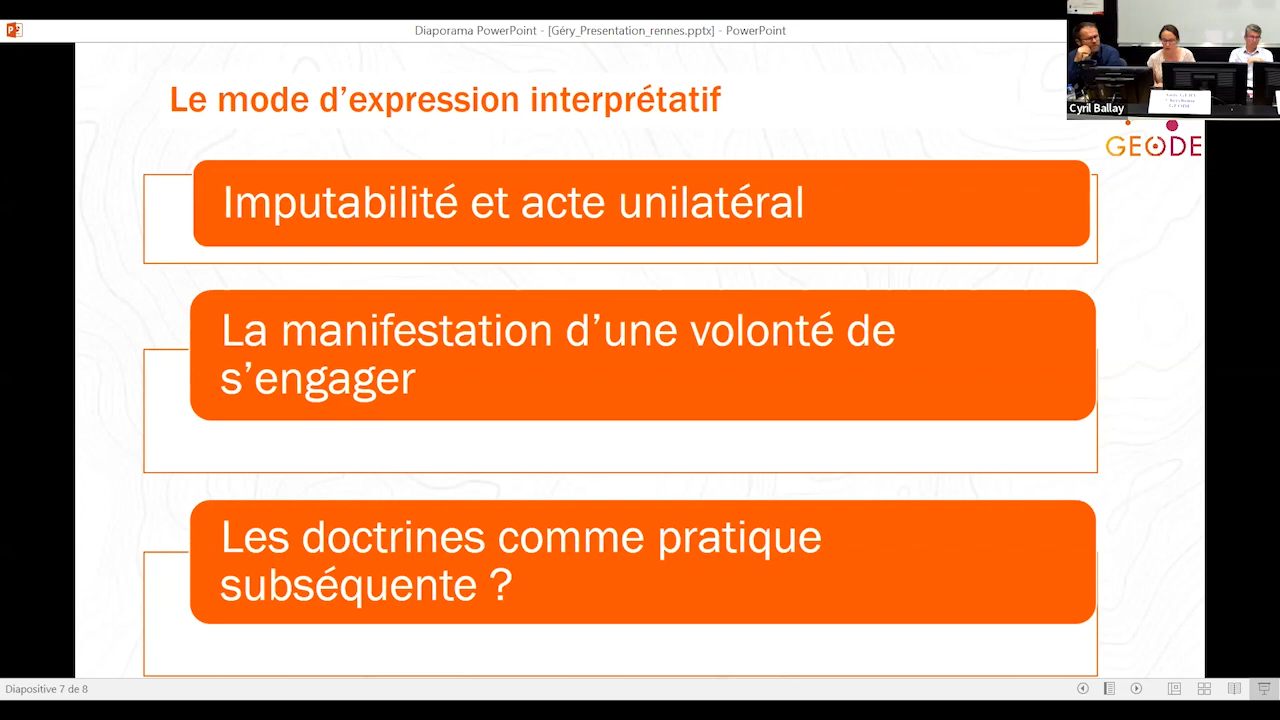 Diaporama PowerPoint - [Géry_Presentation_rennes.pptx] - PowerPoint
Cyril Ballay
GEODE
Le mode d’expression interprétatif
Imputabilité et acte unilatéral
La manifestation d’une volonté de
s’engager
Les doctrines comme pratique
subséquente ?
Diapositive 7 de 8